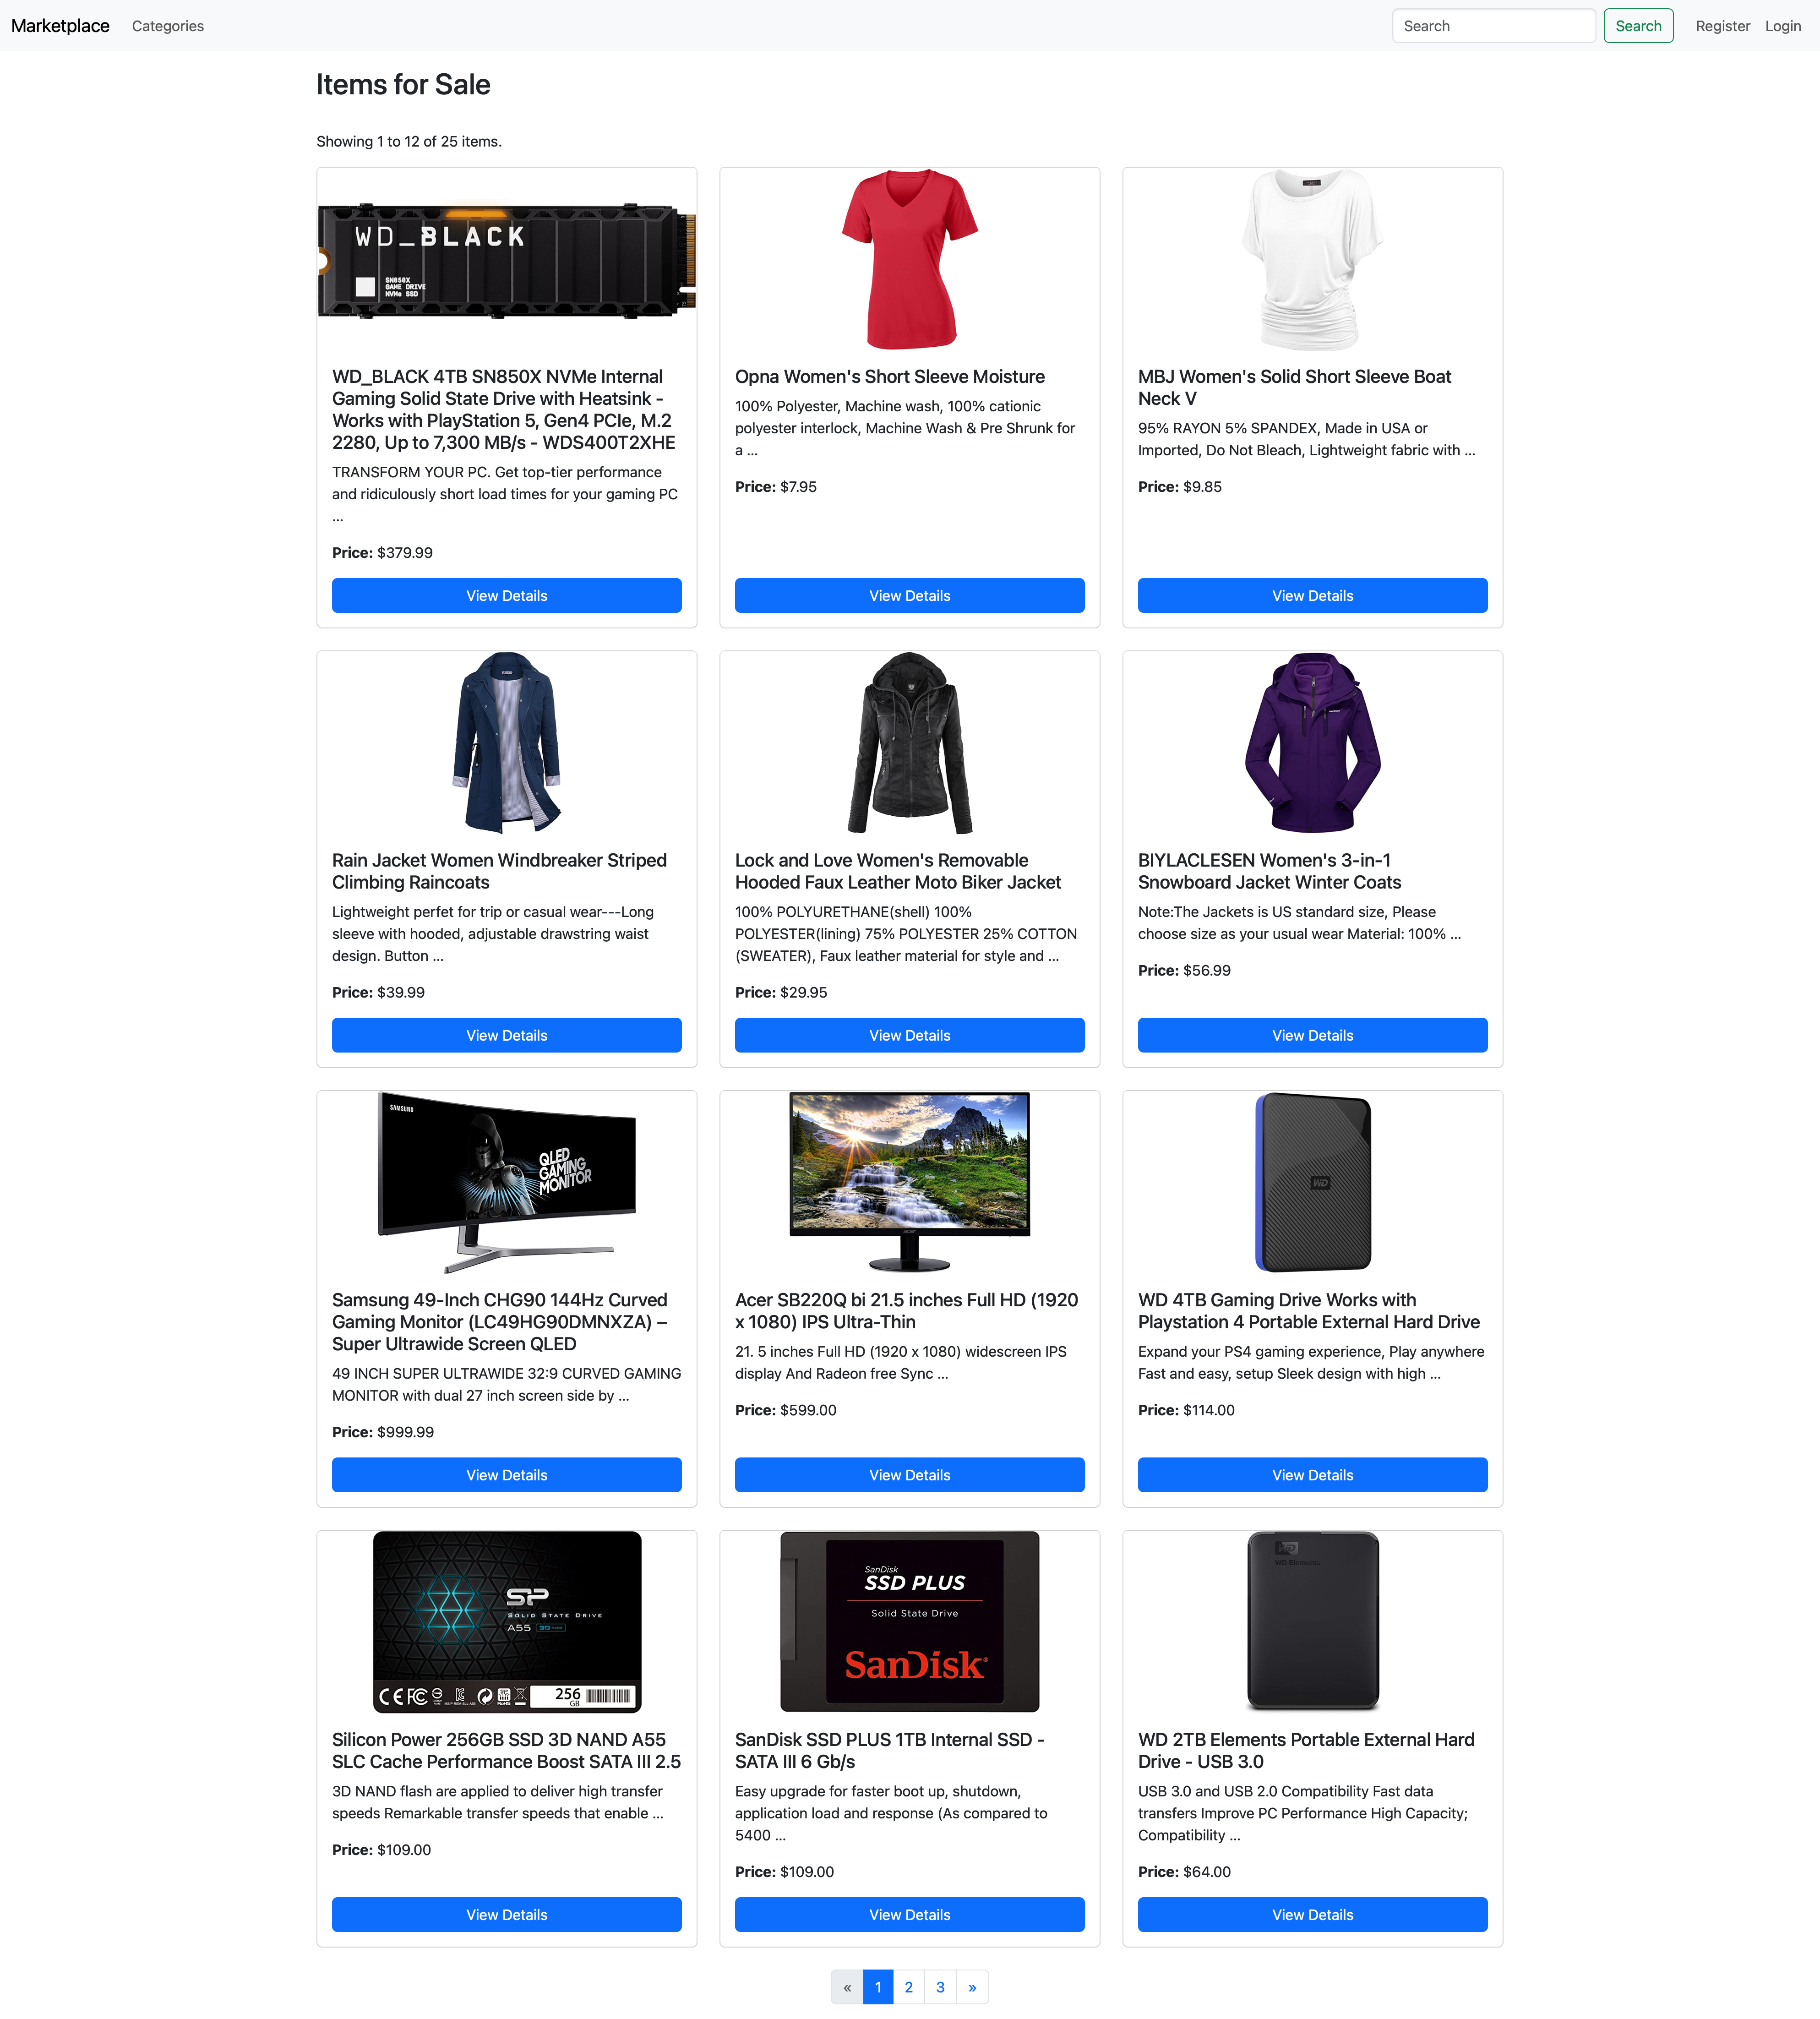 Marketplace Categories Search Search Register Login
Items for Sale
Showing 1 to 12 of 25 items.
WD_BLACK
SN850X
GAME DRIVE
NVMe SSD
WD_BLACK 4TB SN850X NVMe Internal
Gaming Solid State Drive with Heatsink -
Works with PlayStation 5, Gen4 PCIe, M.2
2280, Up to 7,300 MB/s - WDS400T2XHE
TRANSFORM YOUR PC. Get top-tier performance
and ridiculously short load times for your gaming PC
...
Price: $379.99
View Details
Opna Women's Short Sleeve Moisture
100% Polyester, Machine wash, 100% cationic
polyester interlock, Machine Wash & Pre Shrunk for
a ...
Price: $7.95
View Details
MBJ Women's Solid Short Sleeve Boat
Neck V
95% RAYON 5% SPANDEX, Made in USA or
Imported, Do Not Bleach, Lightweight fabric with ...
Price: $9.85
View Details
Rain Jacket Women Windbreaker Striped
Climbing Raincoats
Lightweight perfet for trip or casual wear---Long
sleeve with hooded, adjustable drawstring waist
design. Button ...
Price: $39.99
View Details
Lock and Love Women's Removable
Hooded Faux Leather Moto Biker Jacket
100% POLYURETHANE(shell) 100%
POLYESTER(lining) 75% POLYESTER 25% COTTON
(SWEATER), Faux leather material for style and ...
Price: $29.95
View Details
BIYLACLESEN Women's 3-in-1
Snowboard Jacket Winter Coats
Note:The Jackets is US standard size, Please
choose size as your usual wear Material: 100% ...
Price: $56.99
View Details
SAMSUNG
QLED
GAMING
MONITOR
Samsung 49-Inch CHG90 144Hz Curved
Gaming Monitor (LC49HG90DMNXZA) –
Super Ultrawide Screen QLED
49 INCH SUPER ULTRAWIDE 32:9 CURVED GAMING
MONITOR with dual 27 inch screen side by ...
Price: $999.99
View Details
acer
Acer SB220Q bi 21.5 inches Full HD (1920
x 1080) IPS Ultra-Thin
21. 5 inches Full HD (1920 x 1080) widescreen IPS
display And Radeon free Sync ...
Price: $599.00
View Details
WD
WD 4TB Gaming Drive Works with
Playstation 4 Portable External Hard Drive
Expand your PS4 gaming experience, Play anywhere
Fast and easy, setup Sleek design with high ...
Price: $114.00
View Details
SP
SOLID STATE DRIVE
A55 3D NAND
CE FC
256
GB
Silicon Power 256GB SSD 3D NAND A55
SLC Cache Performance Boost SATA III 2.5
3D NAND flash are applied to deliver high transfer
speeds Remarkable transfer speeds that enable ...
Price: $109.00
View Details
SanDisk
SSD PLUS
Solid State Drive
SanDisk®
SanDisk SSD PLUS 1TB Internal SSD -
SATA III 6 Gb/s
Easy upgrade for faster boot up, shutdown,
application load and response (As compared to
5400 ...
Price: $109.00
View Details
WD
WD Elements
WD 2TB Elements Portable External Hard
Drive - USB 3.0
USB 3.0 and USB 2.0 Compatibility Fast data
transfers Improve PC Performance High Capacity;
Compatibility ...
Price: $64.00
View Details
« 1 2 3 »